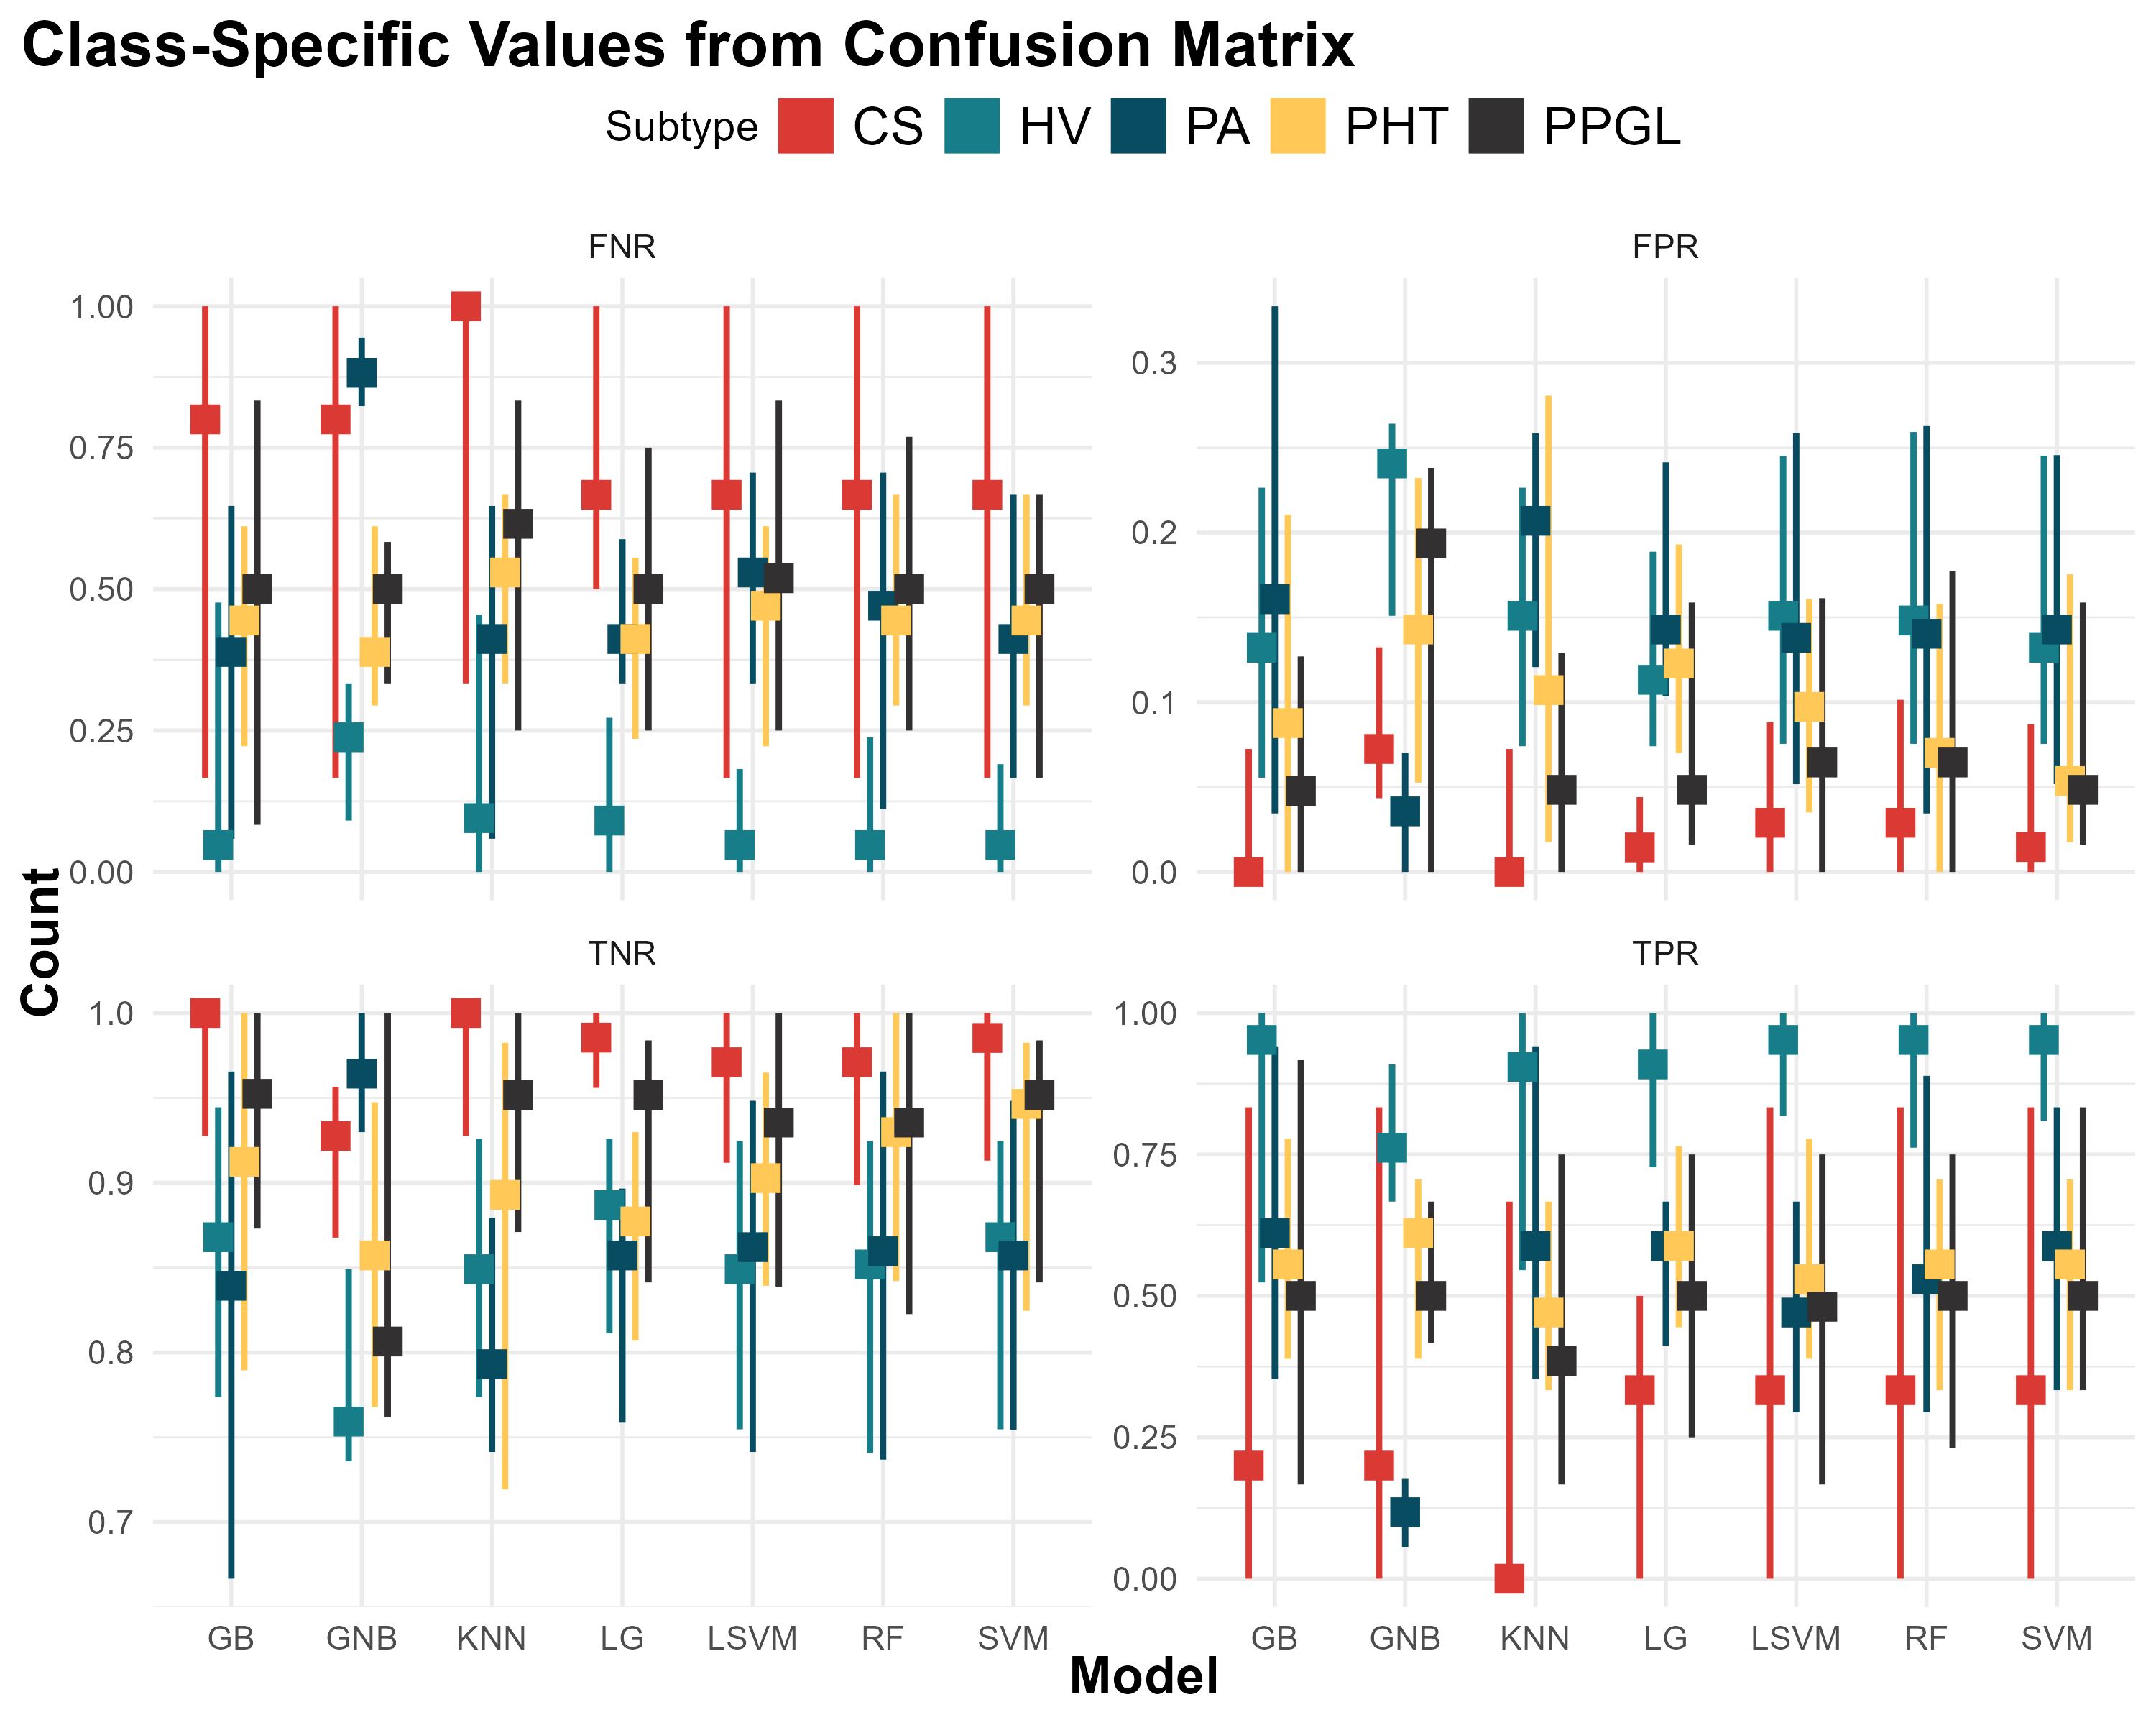 Class-Specific Values from Confusion Matrix
Subtype CS HV PA PHT PPGL
FNR
1.00
0.75
0.50
0.25
0.00
FPR
0.3
0.2
0.1
0.0
Count
TNR
1.0
0.9
0.8
0.7
GB GNB KNN LG LSVM RF SVM
TPR
1.00
0.75
0.50
0.25
0.00
GB GNB KNN LG LSVM RF SVM
Model